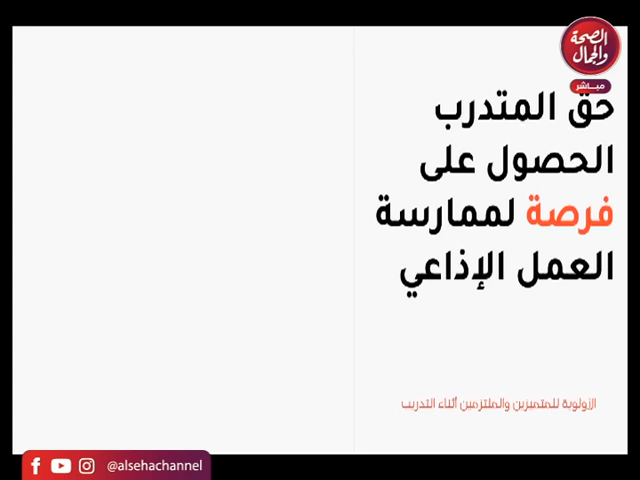 الصحة
والجمال
مباشر
حق المتدرب
الحصول على
فرصة لممارسة
العمل الإذاعي
الأولوية للمتميزين والملتزمين أثناء التدريب
@alsehachannel